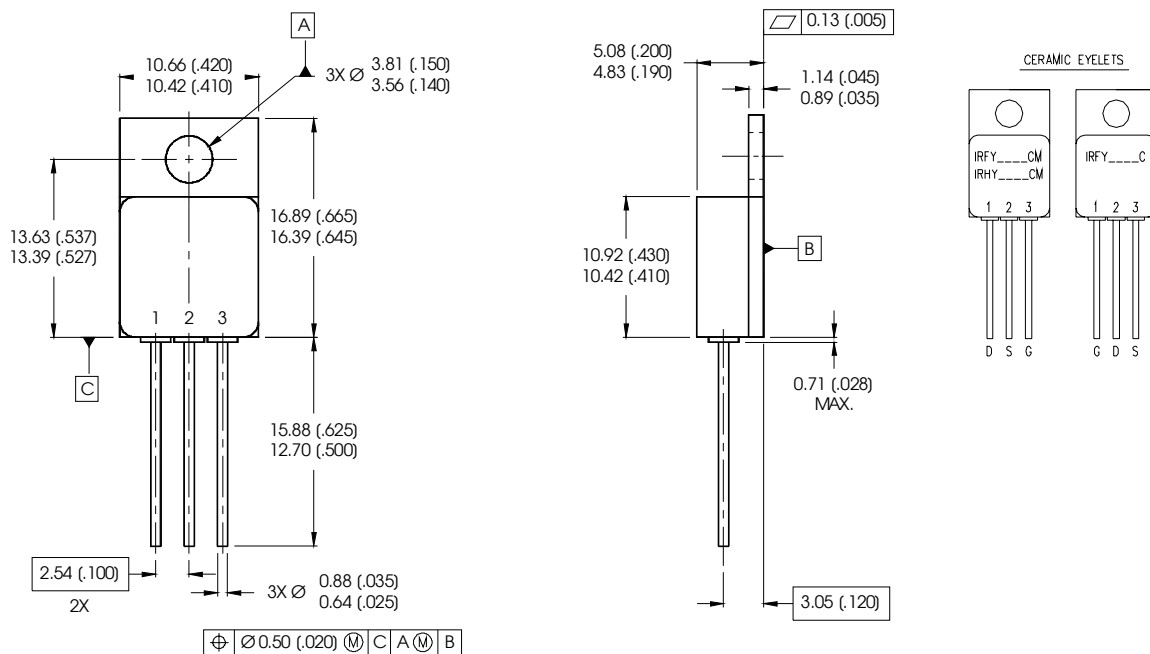 A
10.66 (.420)
10.42 (.410)
3X Ø
3.81 (.150)
3.56 (.140)
13.63 (.537)
13.39 (.527)
16.89 (.665)
16.39 (.645)
1 2 3
C
15.88 (.625)
12.70 (.500)
2.54 (.100)
2X
3X Ø
0.88 (.035)
0.64 (.025)
⌖ Ø 0.50 (.020) Ⓜ C A Ⓜ B
⏥ 0.13 (.005)
5.08 (.200)
4.83 (.190)
1.14 (.045)
0.89 (.035)
10.92 (.430)
10.42 (.410)
B
0.71 (.028)
MAX.
3.05 (.120)
CERAMIC EYELETS
IRFY____CM
IRHY____CM
1 2 3
D S G
IRFY____C
1 2 3
G D S